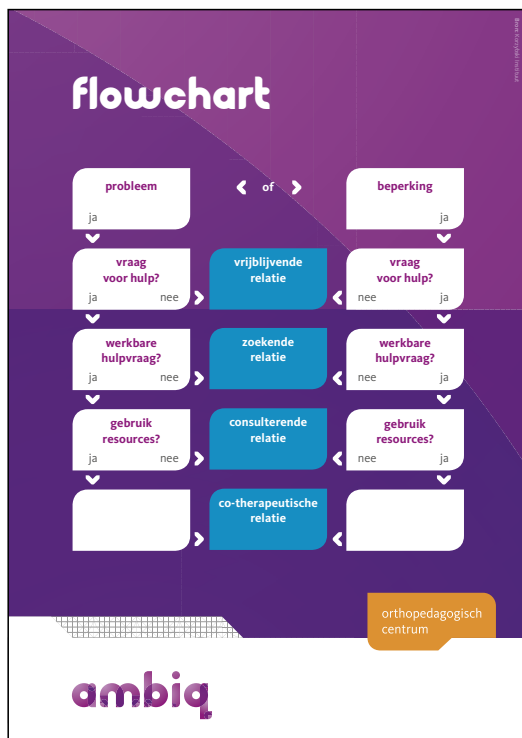 flowchart
probleem
of
beperking
ja
ja
vraag
voor hulp?
vrijblijvende
relatie
vraag
voor hulp?
ja nee
nee ja
werkbare
hulpvraag?
zoekende
relatie
werkbare
hulpvraag?
ja nee
nee ja
gebruik
resources?
consulterende
relatie
gebruik
resources?
ja nee
nee ja
co-therapeutische
relatie
orthopedagogisch
centrum
ambiq